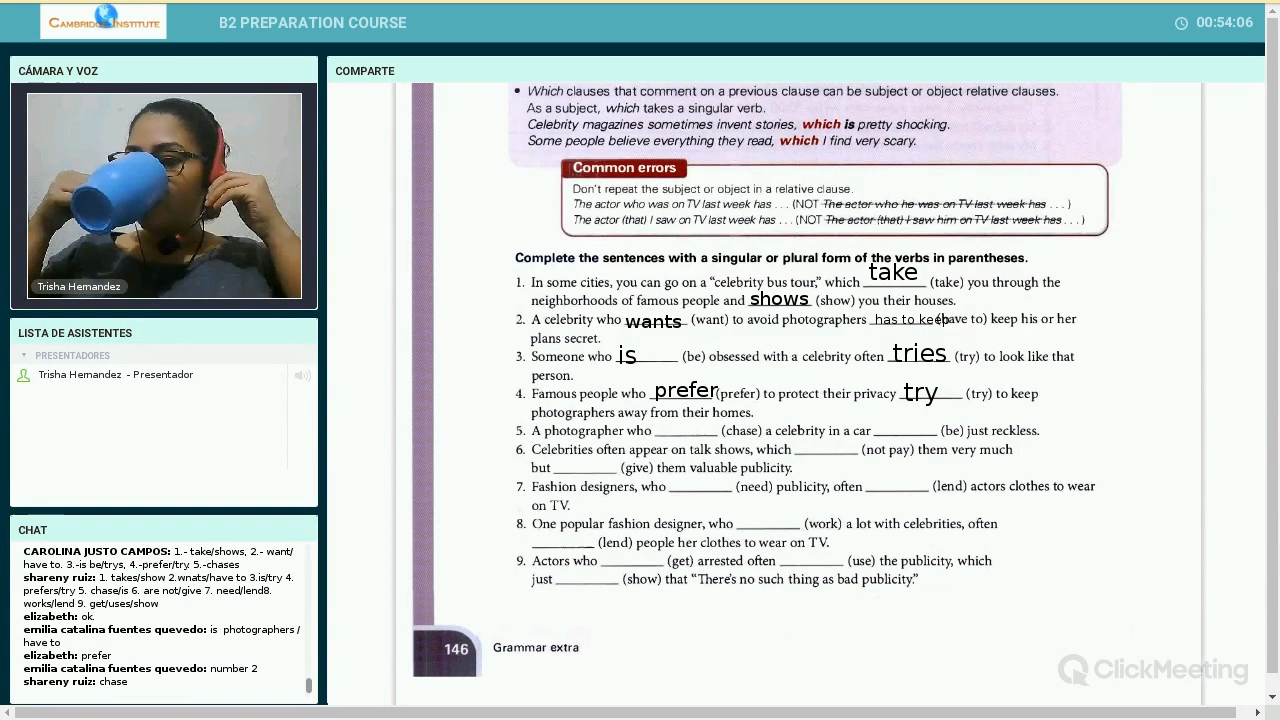 CAMBRIDGE INSTITUTE
B2 PREPARATION COURSE
00:54:06
CÁMARA Y VOZ
Trisha Hernandez
LISTA DE ASISTENTES
PRESENTADORES
Trisha Hernandez - Presentador
CHAT
CAROLINA JUSTO CAMPOS: 1.- take/shows, 2.- want/
have to. 3.-is be/trys, 4.-prefer/try. 5.-chases
shareny ruiz: 1. takes/show 2.wnats/have to 3.is/try 4.
prefers/try 5. chase/is 6. are not/give 7. need/lend8.
works/lend 9. get/uses/show
elizabeth: ok.
emilia catalina fuentes quevedo: is photographers /
have to
elizabeth: prefer
emilia catalina fuentes quevedo: number 2
shareny ruiz: chase
COMPARTE
• Which clauses that comment on a previous clause can be subject or object relative clauses.
As a subject, which takes a singular verb.
Celebrity magazines sometimes invent stories, which is pretty shocking.
Some people believe everything they read, which I find very scary.
Common errors
Don't repeat the subject or object in a relative clause.
The actor who was on TV last week has . . . (NOT The actor who he was on TV last week has . . . )
The actor (that) I saw on TV last week has . . . (NOT The actor (that) I saw him on TV last week has . . . )
Complete the sentences with a singular or plural form of the verbs in parentheses.
1. In some cities, you can go on a "celebrity bus tour," which take (take) you through the
neighborhoods of famous people and shows (show) you their houses.
2. A celebrity who wants (want) to avoid photographers has to keep (have to) keep his or her
plans secret.
3. Someone who is (be) obsessed with a celebrity often tries (try) to look like that
person.
4. Famous people who prefer (prefer) to protect their privacy try (try) to keep
photographers away from their homes.
5. A photographer who ________ (chase) a celebrity in a car ________ (be) just reckless.
6. Celebrities often appear on talk shows, which ________ (not pay) them very much
but ________ (give) them valuable publicity.
7. Fashion designers, who ________ (need) publicity, often ________ (lend) actors clothes to wear
on TV.
8. One popular fashion designer, who ________ (work) a lot with celebrities, often
________ (lend) people her clothes to wear on TV.
9. Actors who ________ (get) arrested often ________ (use) the publicity, which
just ________ (show) that "There's no such thing as bad publicity."
146 Grammar extra
ClickMeeting